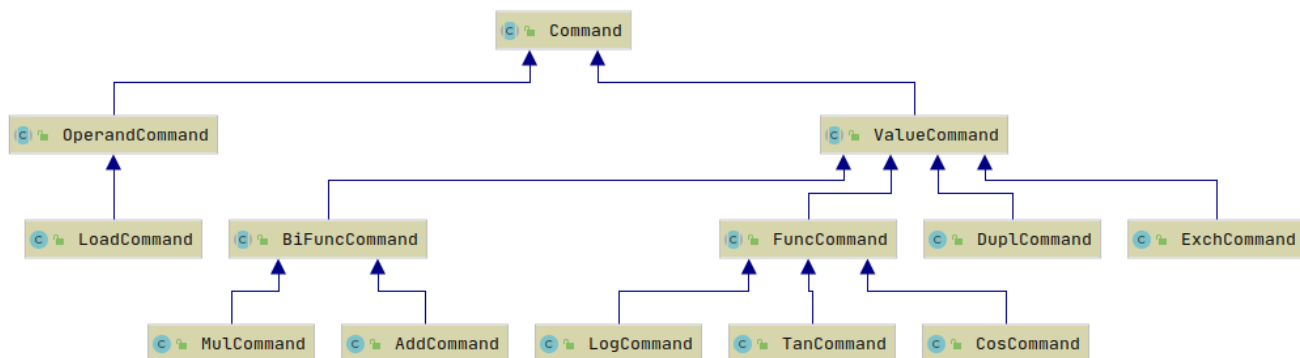 C Command
C OperandCommand
C ValueCommand
C LoadCommand
C BiFuncCommand
C FuncCommand
C DuplCommand
C ExchCommand
C MulCommand
C AddCommand
C LogCommand
C TanCommand
C CosCommand